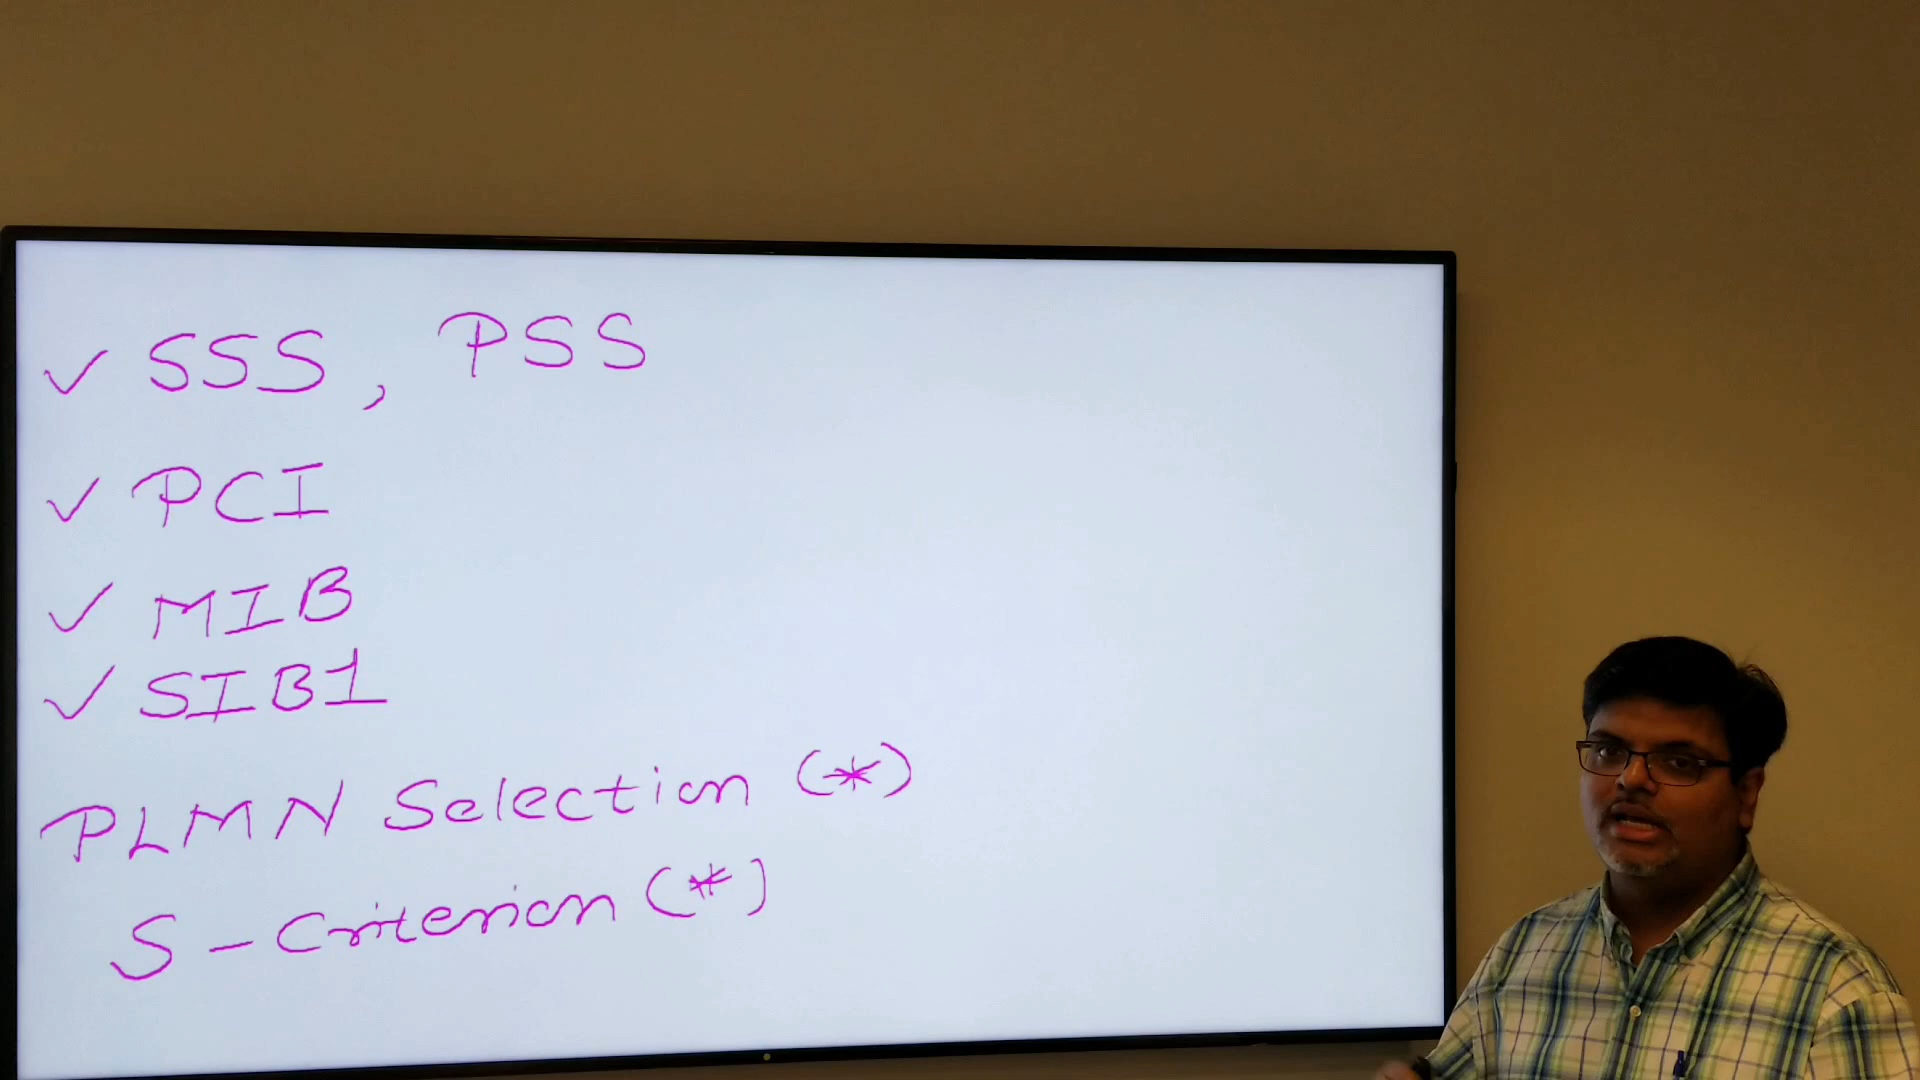 ✓ SSS, PSS
✓ PCI
✓ MIB
✓ SIB1
PLMN Selection (*)
S - Criterion (*)